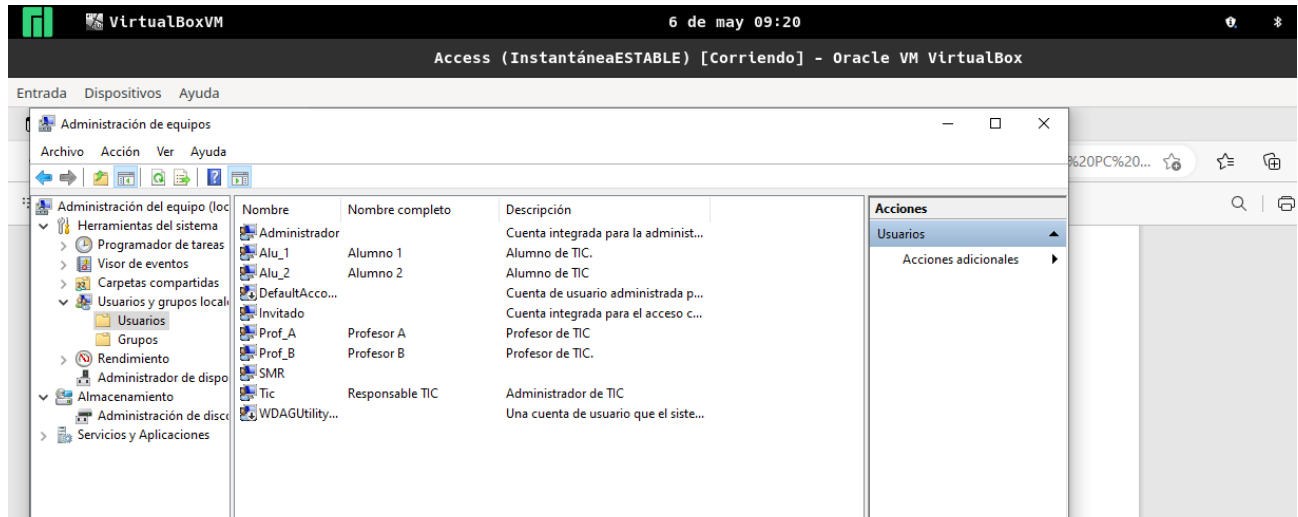 VirtualBoxVM 6 de may 09:20
Access (InstantáneaESTABLE) [Corriendo] - Oracle VM VirtualBox
Entrada Dispositivos Ayuda
Administración de equipos
Archivo Acción Ver Ayuda
%20PC%20...
Administración del equipo (loc
Herramientas del sistema
Programador de tareas
Visor de eventos
Carpetas compartidas
Usuarios y grupos local
Usuarios
Grupos
Rendimiento
Administrador de dispo
Almacenamiento
Administración de disc
Servicios y Aplicaciones
Nombre Nombre completo Descripción
Administrador Cuenta integrada para la administ...
Alu_1 Alumno 1 Alumno de TIC.
Alu_2 Alumno 2 Alumno de TIC
DefaultAcco... Cuenta de usuario administrada p...
Invitado Cuenta integrada para el acceso c...
Prof_A Profesor A Profesor de TIC
Prof_B Profesor B Profesor de TIC.
SMR
Tic Responsable TIC Administrador de TIC
WDAGUtility... Una cuenta de usuario que el siste...
Acciones
Usuarios
Acciones adicionales